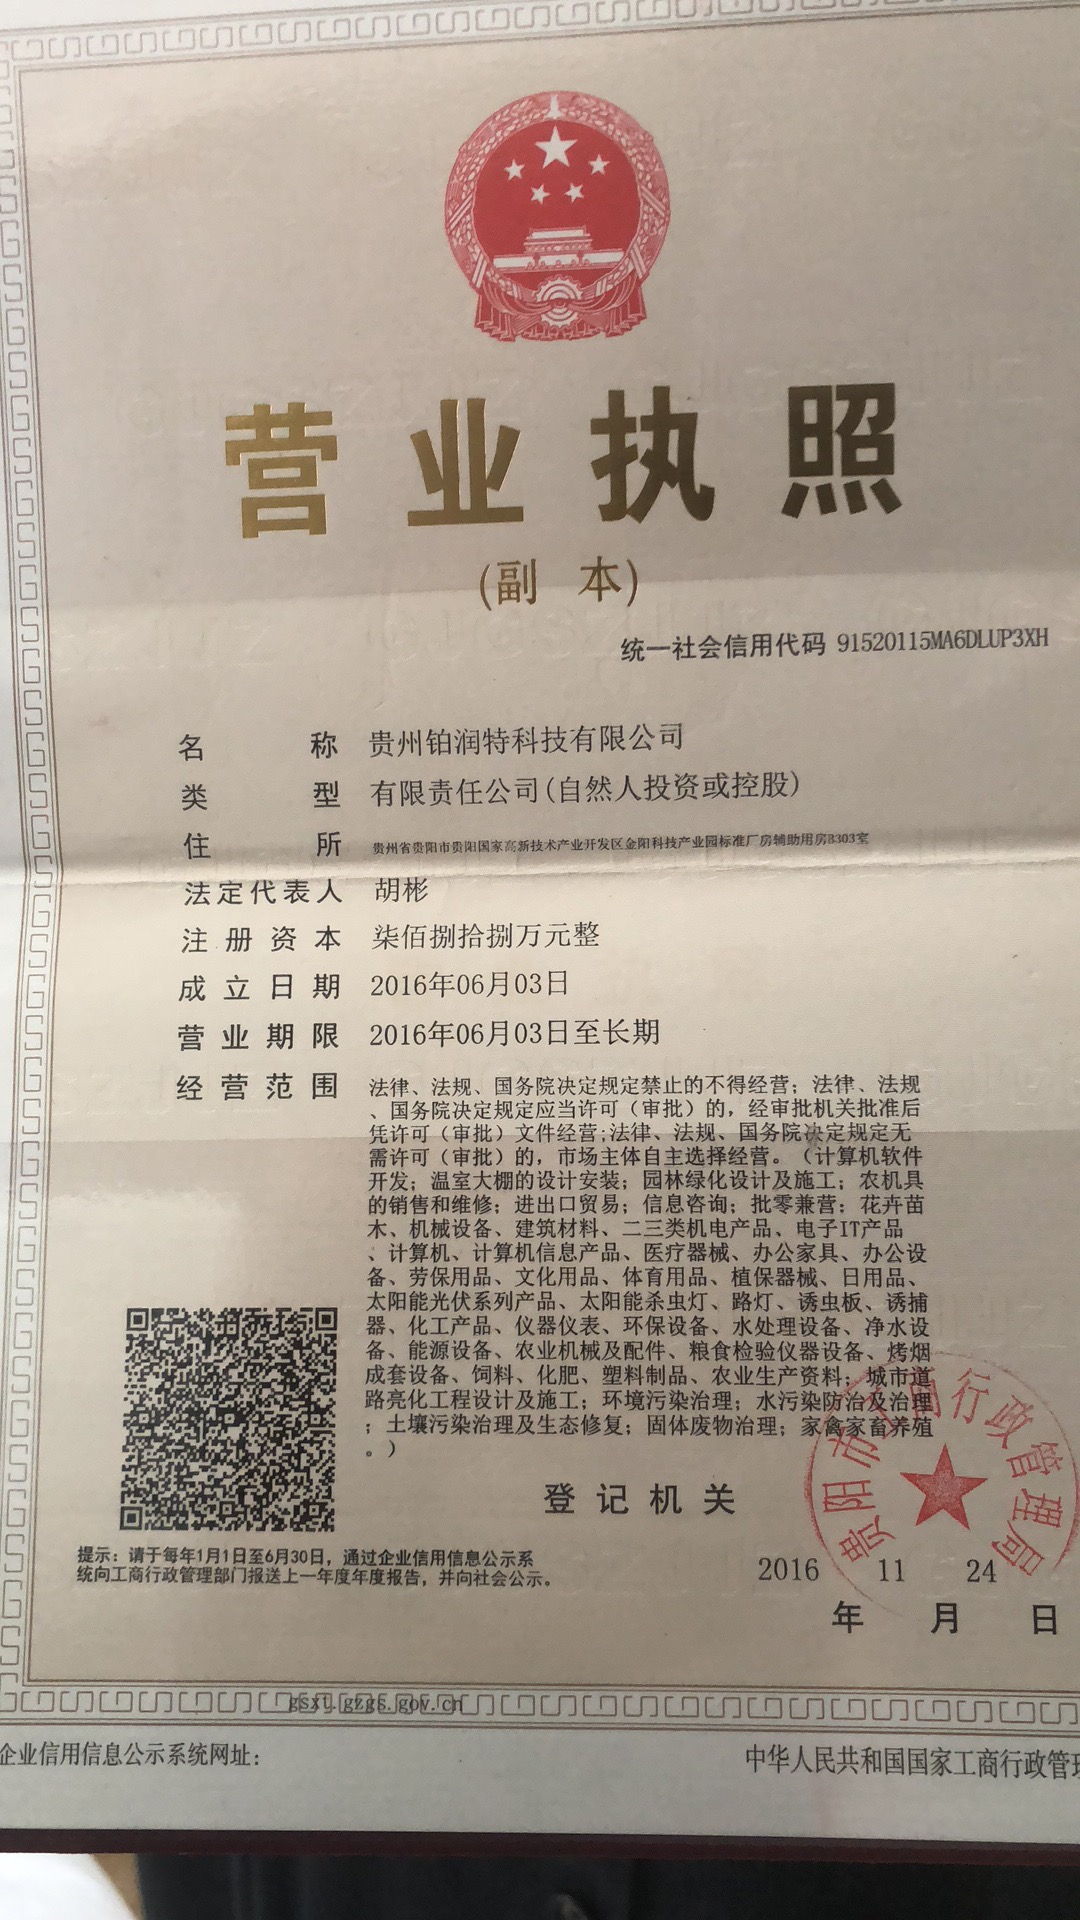 营业执照
(副 本)
统一社会信用代码 91520115MA6DLUP3XH
名 称 贵州铂润特科技有限公司
类 型 有限责任公司(自然人投资或控股)
住 所 贵州省贵阳市贵阳国家高新技术产业开发区金阳科技产业园标准厂房辅助用房B303室
法定代表人 胡彬
注册资本 柒佰捌拾捌万元整
成立日期 2016年06月03日
营业期限 2016年06月03日至长期
经营范围 法律、法规、国务院决定规定禁止的不得经营；法律、法规
、国务院决定规定应当许可（审批）的，经审批机关批准后
凭许可（审批）文件经营;法律、法规、国务院决定规定无
需许可（审批）的，市场主体自主选择经营。（计算机软件
开发；温室大棚的设计安装；园林绿化设计及施工；农机具
的销售和维修；进出口贸易；信息咨询；批零兼营：花卉苗
木、机械设备、建筑材料、二三类机电产品、电子IT产品
、计算机、计算机信息产品、医疗器械、办公家具、办公设
备、劳保用品、文化用品、体育用品、植保器械、日用品、
太阳能光伏系列产品、太阳能杀虫灯、路灯、诱虫板、诱捕
器、化工产品、仪器仪表、环保设备、水处理设备、净水设
备、能源设备、农业机械及配件、粮食检验仪器设备、烤烟
成套设备、饲料、化肥、塑料制品、农业生产资料；城市道
路亮化工程设计及施工；环境污染治理；水污染防治及治理
；土壤污染治理及生态修复；固体废物治理；家禽家畜养殖
。）
登记机关
贵阳市工商行政管理局
提示：请于每年1月1日至6月30日，通过企业信用信息公示系
统向工商行政管理部门报送上一年度年度报告，并向社会公示。
2016 11 24
年 月 日
gsxt.gzgs.gov.cn
企业信用信息公示系统网址：
中华人民共和国国家工商行政管理